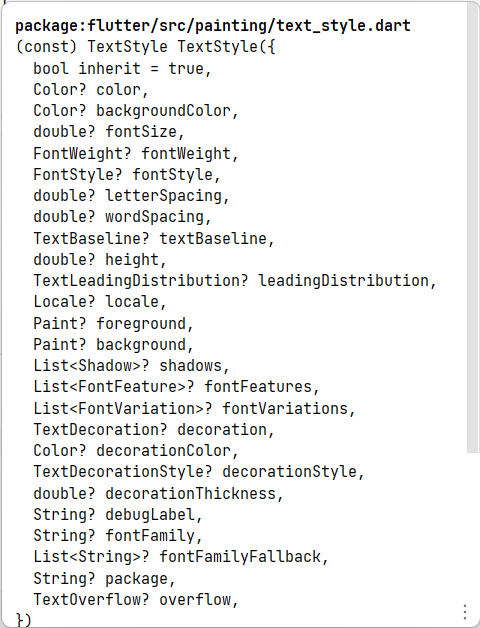 package:flutter/src/painting/text_style.dart
(const) TextStyle TextStyle({
  bool inherit = true,
  Color? color,
  Color? backgroundColor,
  double? fontSize,
  FontWeight? fontWeight,
  FontStyle? fontStyle,
  double? letterSpacing,
  double? wordSpacing,
  TextBaseline? textBaseline,
  double? height,
  TextLeadingDistribution? leadingDistribution,
  Locale? locale,
  Paint? foreground,
  Paint? background,
  List<Shadow>? shadows,
  List<FontFeature>? fontFeatures,
  List<FontVariation>? fontVariations,
  TextDecoration? decoration,
  Color? decorationColor,
  TextDecorationStyle? decorationStyle,
  double? decorationThickness,
  String? debugLabel,
  String? fontFamily,
  List<String>? fontFamilyFallback,
  String? package,
  TextOverflow? overflow,
})